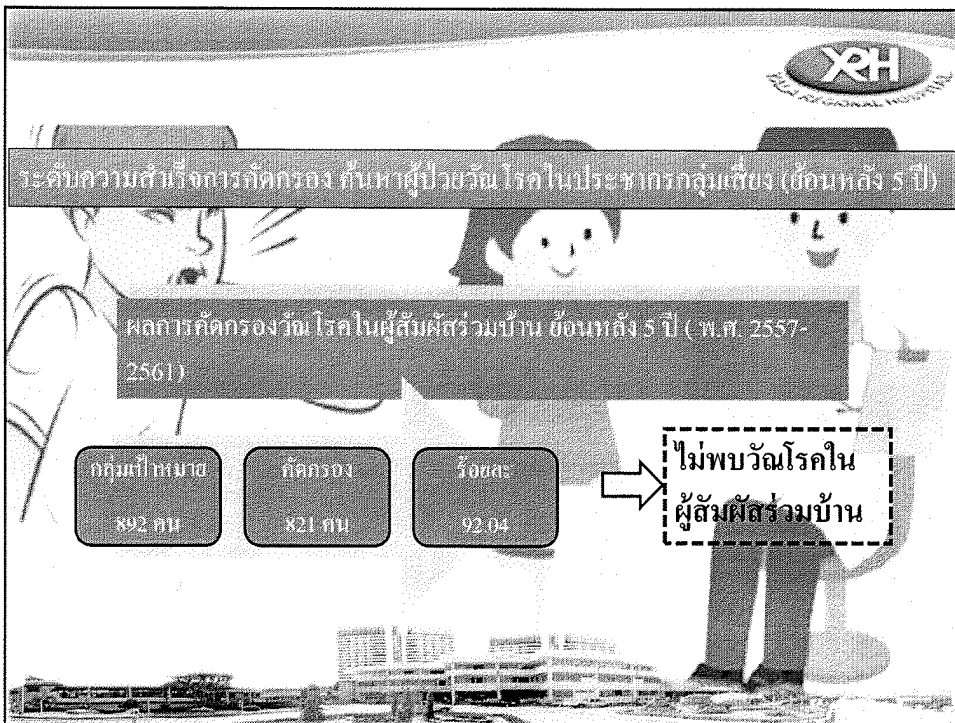 YRH
YALA REGIONAL HOSPITAL
ระดับความสำเร็จการคัดกรอง ค้นหาผู้ป่วยวัณโรคในประชากรกลุ่มเสี่ยง (ย้อนหลัง 5 ปี)
ผลการคัดกรองวัณโรคในผู้สัมผัสร่วมบ้าน ย้อนหลัง 5 ปี ( พ.ศ. 2557-
2561)
กลุ่มเป้าหมาย
892 คน
คัดกรอง
821 คน
ร้อยละ
92.04
ไม่พบวัณโรคใน
ผู้สัมผัสร่วมบ้าน